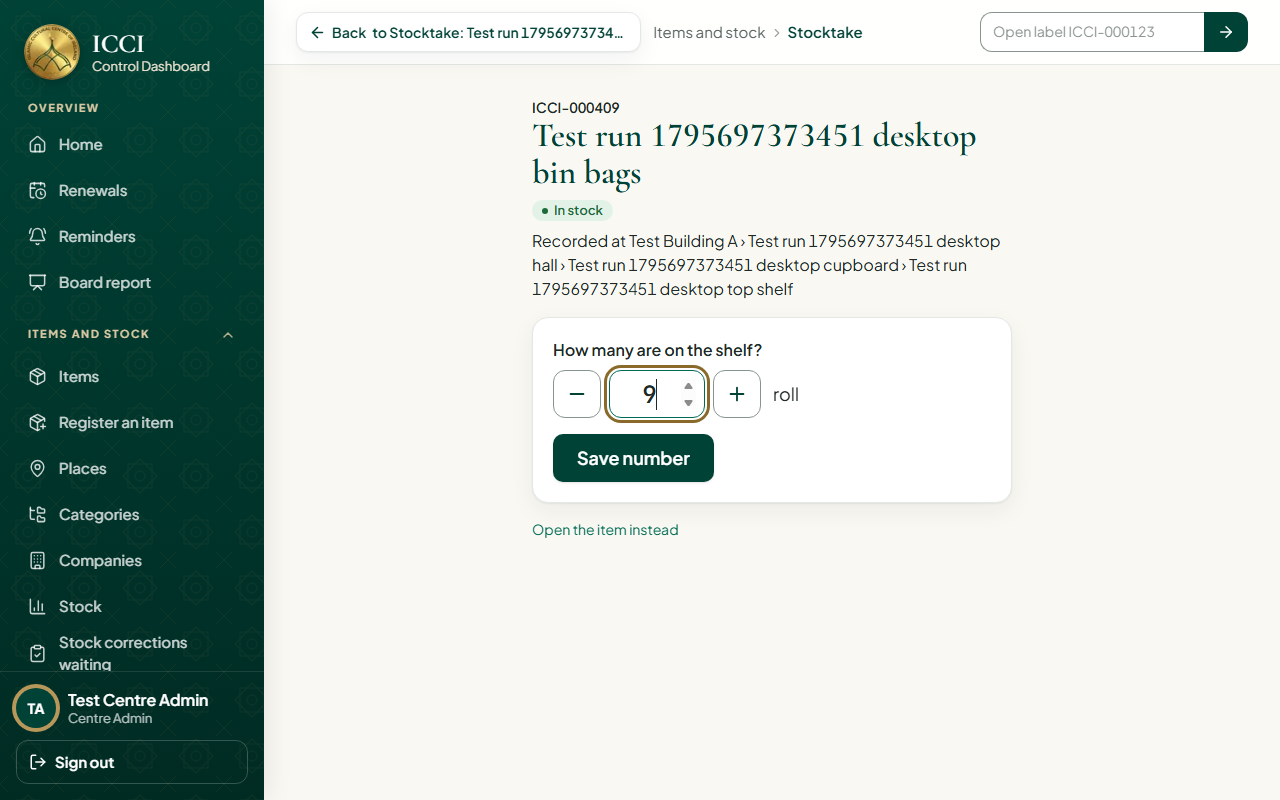 ICCI
Control Dashboard
OVERVIEW
Home
Renewals
Reminders
Board report
ITEMS AND STOCK
Items
Register an item
Places
Categories
Companies
Stock
Stock corrections
waiting
TA
Test Centre Admin
Centre Admin
Sign out
Back to Stocktake: Test run 17956973734…
Items and stock › Stocktake
Open label ICCI-000123
ICCI-000409
Test run 1795697373451 desktop
bin bags
In stock
Recorded at Test Building A › Test run 1795697373451 desktop
hall › Test run 1795697373451 desktop cupboard › Test run
1795697373451 desktop top shelf
How many are on the shelf?
9
roll
Save number
Open the item instead